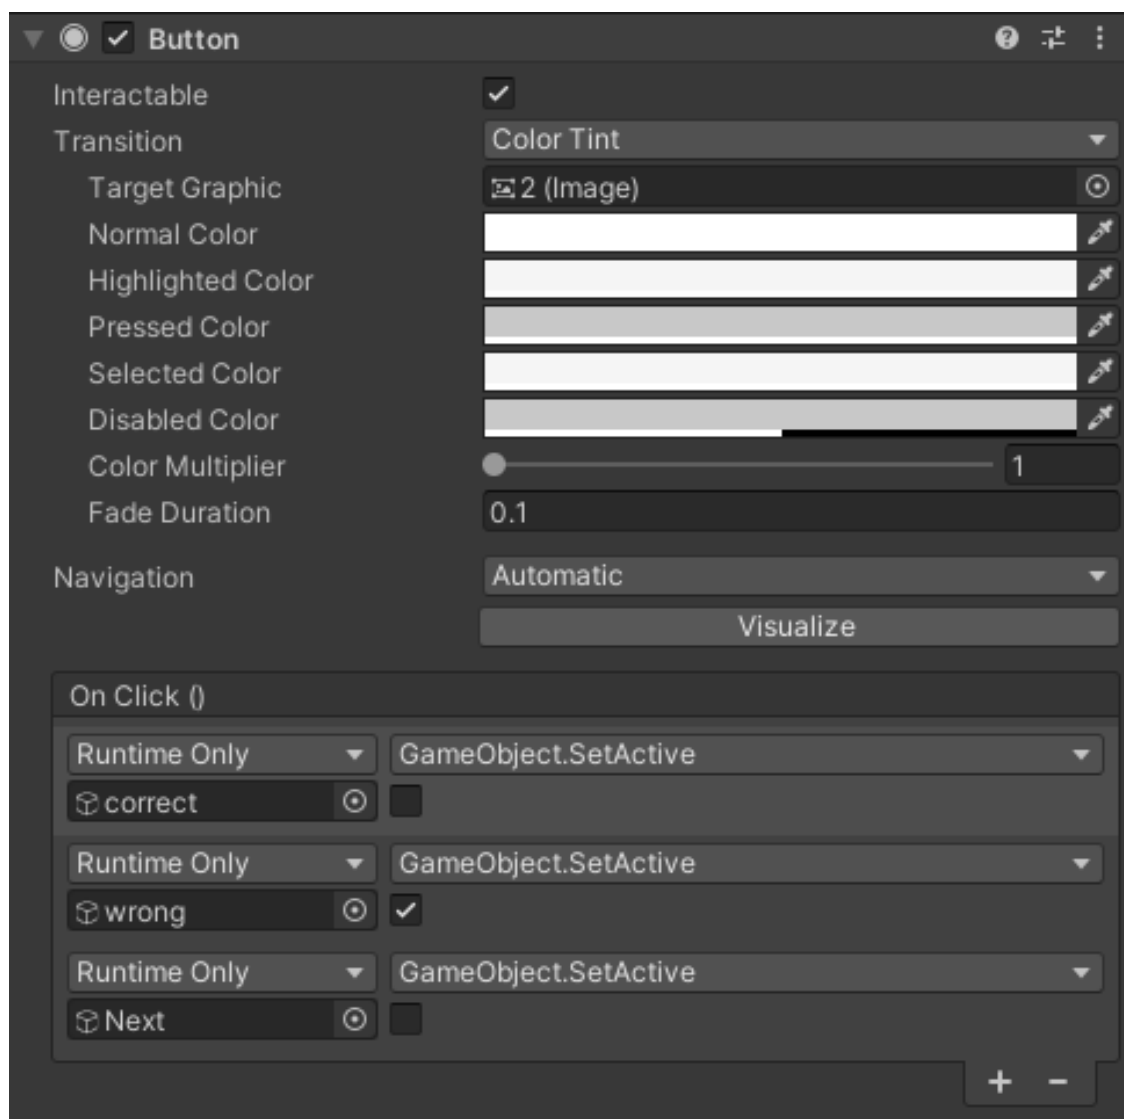 Button
Interactable
Transition Color Tint
Target Graphic 2 (Image)
Normal Color
Highlighted Color
Pressed Color
Selected Color
Disabled Color
Color Multiplier 1
Fade Duration 0.1
Navigation Automatic
Visualize
On Click ()
Runtime Only GameObject.SetActive
correct
Runtime Only GameObject.SetActive
wrong
Runtime Only GameObject.SetActive
Next